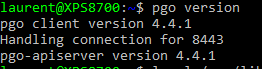 laurent@XPS8700:~$ pgo version
pgo client version 4.4.1
Handling connection for 8443
pgo-apiserver version 4.4.1